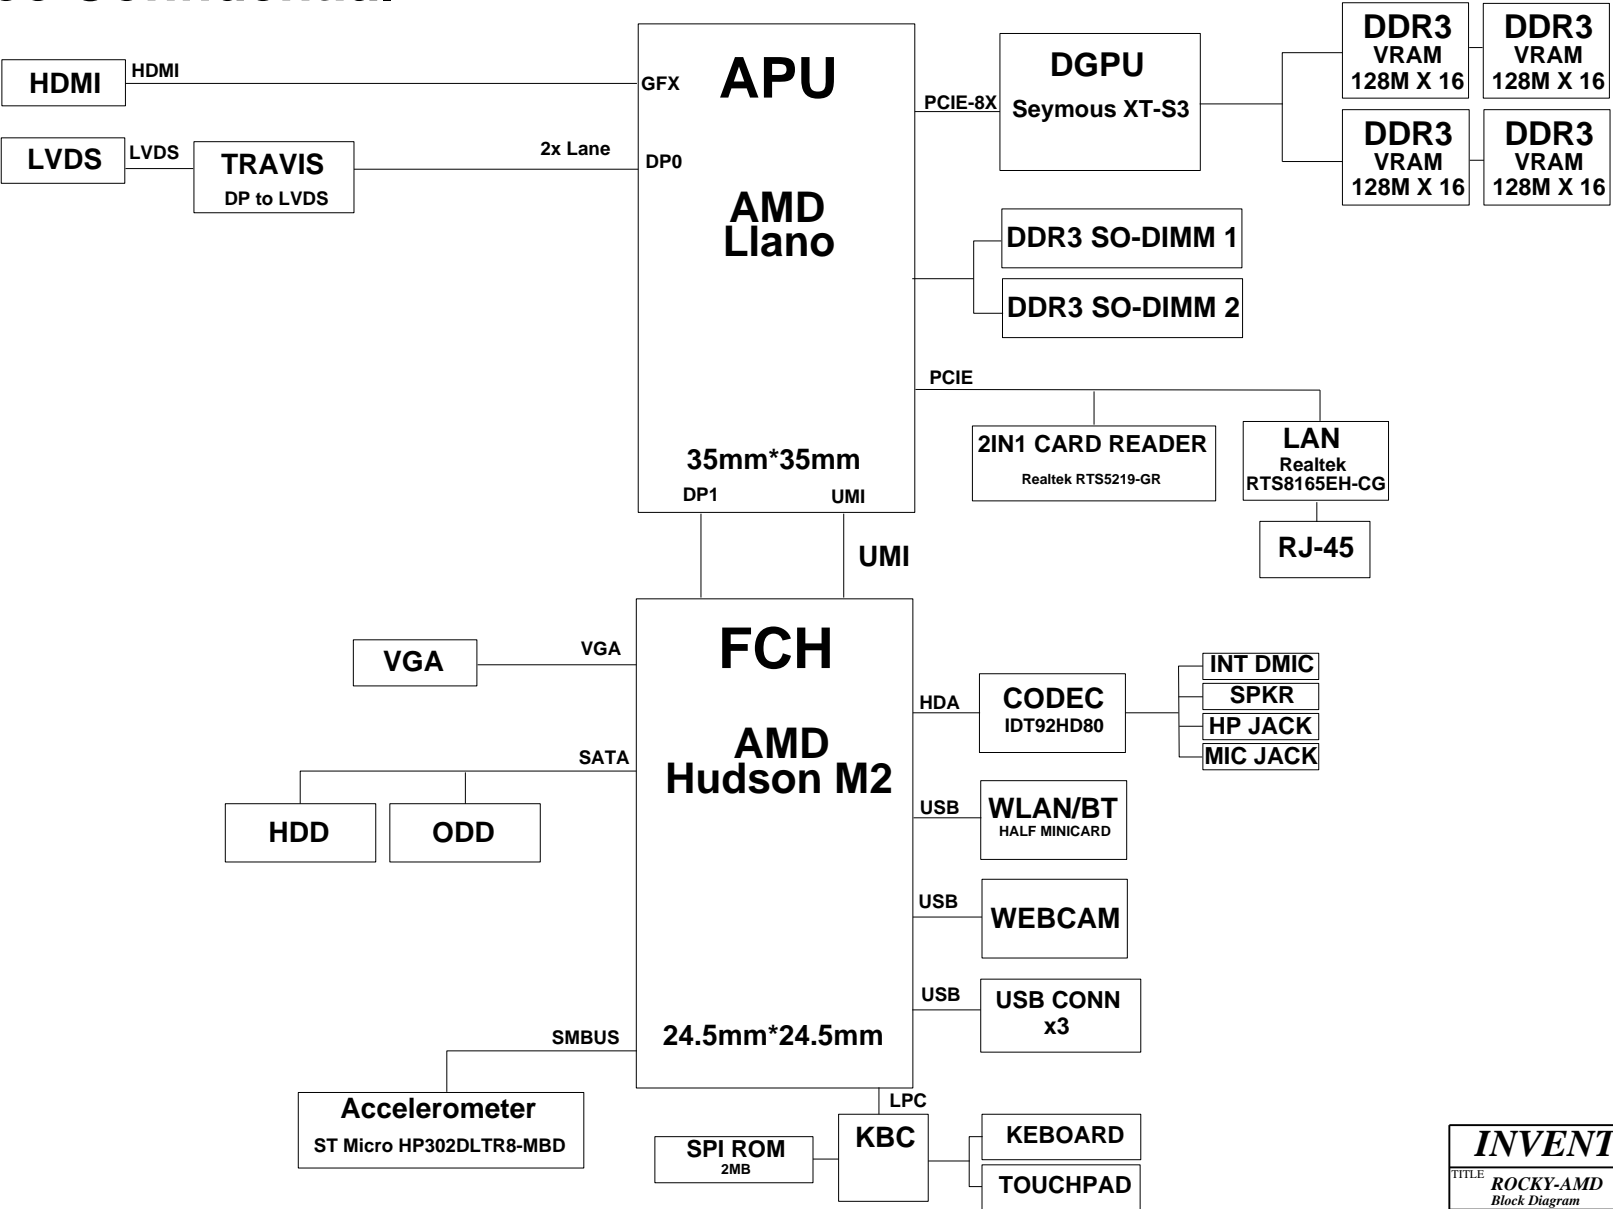 HDMI
HDMI
GFX
APU
AMD
Llano
35mm*35mm
DP1
UMI
LVDS
LVDS
TRAVIS
DP to LVDS
2x Lane
DP0
PCIE-8X
DGPU
Seymous XT-S3
DDR3
VRAM
128M X 16
DDR3
VRAM
128M X 16
DDR3
VRAM
128M X 16
DDR3
VRAM
128M X 16
DDR3 SO-DIMM 1
DDR3 SO-DIMM 2
PCIE
2IN1 CARD READER
Realtek RTS5219-GR
LAN
Realtek
RTS8165EH-CG
RJ-45
UMI
FCH
AMD
Hudson M2
24.5mm*24.5mm
VGA
VGA
SATA
HDD
ODD
SMBUS
Accelerometer
ST Micro HP302DLTR8-MBD
HDA
CODEC
IDT92HD80
INT DMIC
SPKR
HP JACK
MIC JACK
USB
WLAN/BT
HALF MINICARD
USB
WEBCAM
USB
USB CONN
x3
LPC
KBC
SPI ROM
2MB
KEBOARD
TOUCHPAD
INVENT
TITLE
ROCKY-AMD
Block Diagram